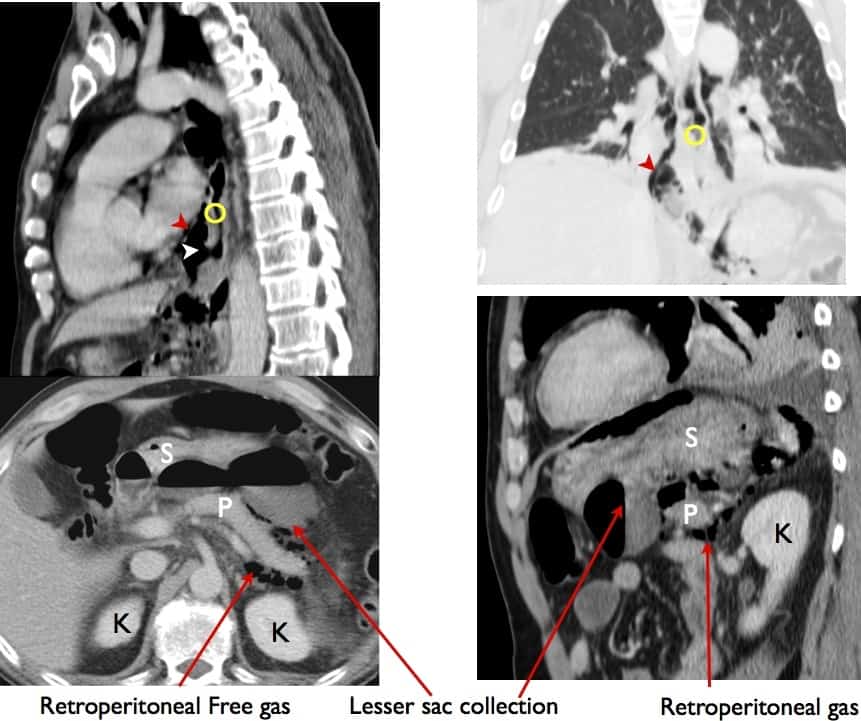 S
P
K
K
S
P
K
Retroperitoneal Free gas
Lesser sac collection
Retroperitoneal gas